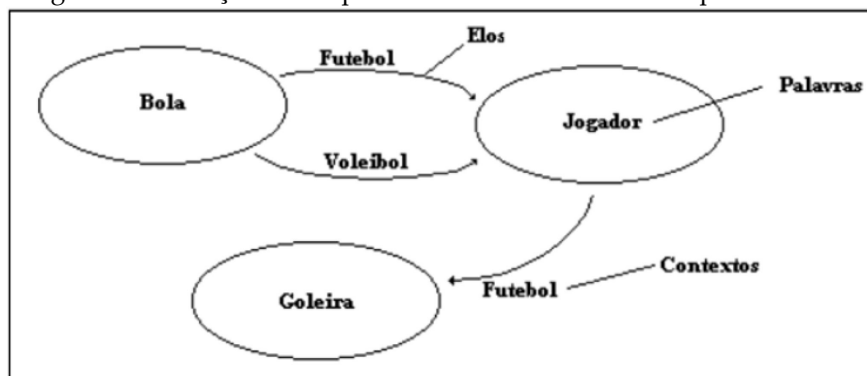 Elos
Futebol
Bola
Palavras
Jogador
Voleibol
Contextos
Futebol
Goleira